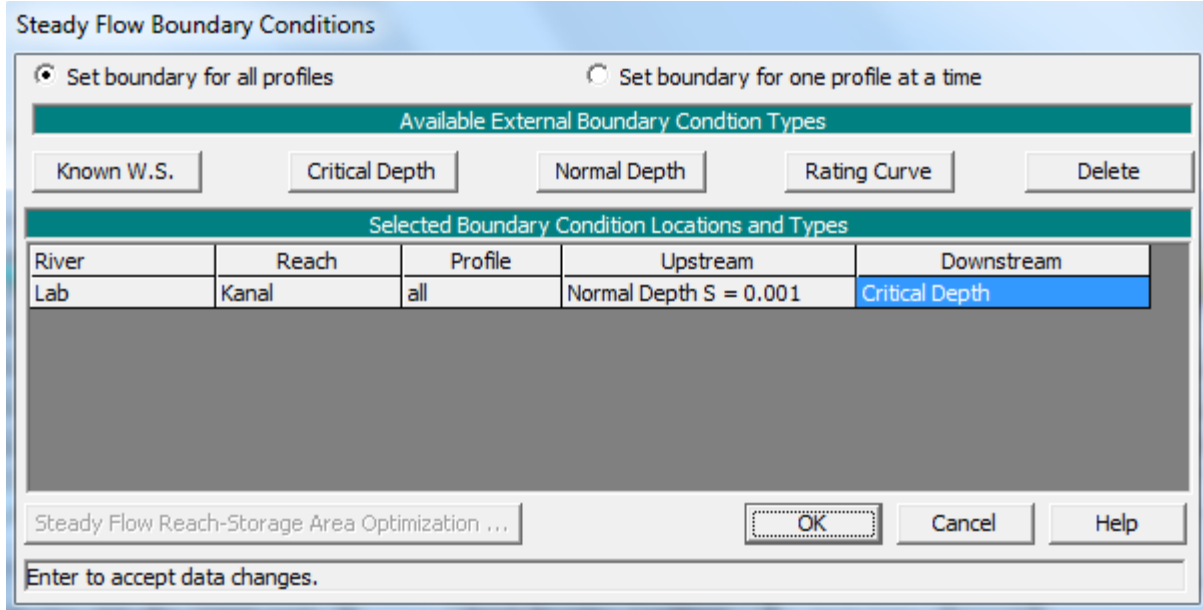 Steady Flow Boundary Conditions
Set boundary for all profiles Set boundary for one profile at a time
Available External Boundary Condtion Types
Known W.S. Critical Depth Normal Depth Rating Curve Delete
Selected Boundary Condition Locations and Types
River Reach Profile Upstream Downstream
Lab Kanal all Normal Depth S = 0.001 Critical Depth
Steady Flow Reach-Storage Area Optimization ... OK Cancel Help
Enter to accept data changes.